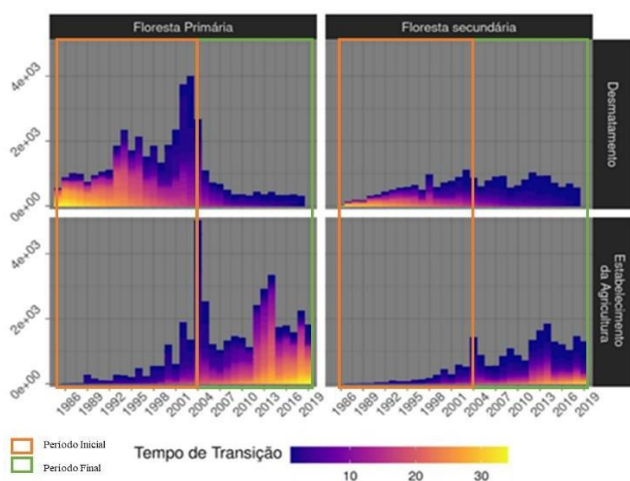 Floresta Primária
Floresta secundária
4e+03
2e+03
0e+00
Desmatamento
4e+03
2e+03
0e+00
Estabelecimento
da Agricultura
1986 1989 1992 1995 1998 2001 2004 2007 2010 2013 2016 2019
1986 1989 1992 1995 1998 2001 2004 2007 2010 2013 2016 2019
Período Inicial
Período Final
Tempo de Transição
10 20 30